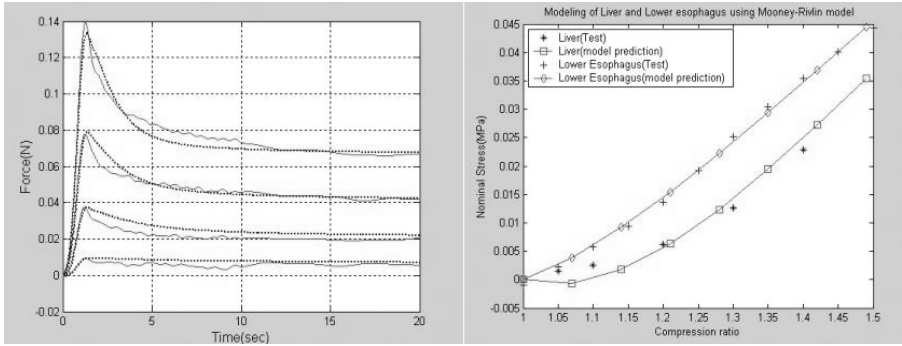 0.14
0.12
0.1
0.08
0.06
0.04
0.02
0
-0.02
Force(N)
0 5 10 15 20
Time(sec)
Modeling of Liver and Lower esophagus using Mooney-Rivlin model
Liver(Test)
Liver(model prediction)
Lower Esophagus(Test)
Lower Esophagus(model prediction)
0.045
0.04
0.035
0.03
0.025
0.02
0.015
0.01
0.005
0
-0.005
Nominal Stress(MPa)
1 1.05 1.1 1.15 1.2 1.25 1.3 1.35 1.4 1.45 1.5
Compression ratio